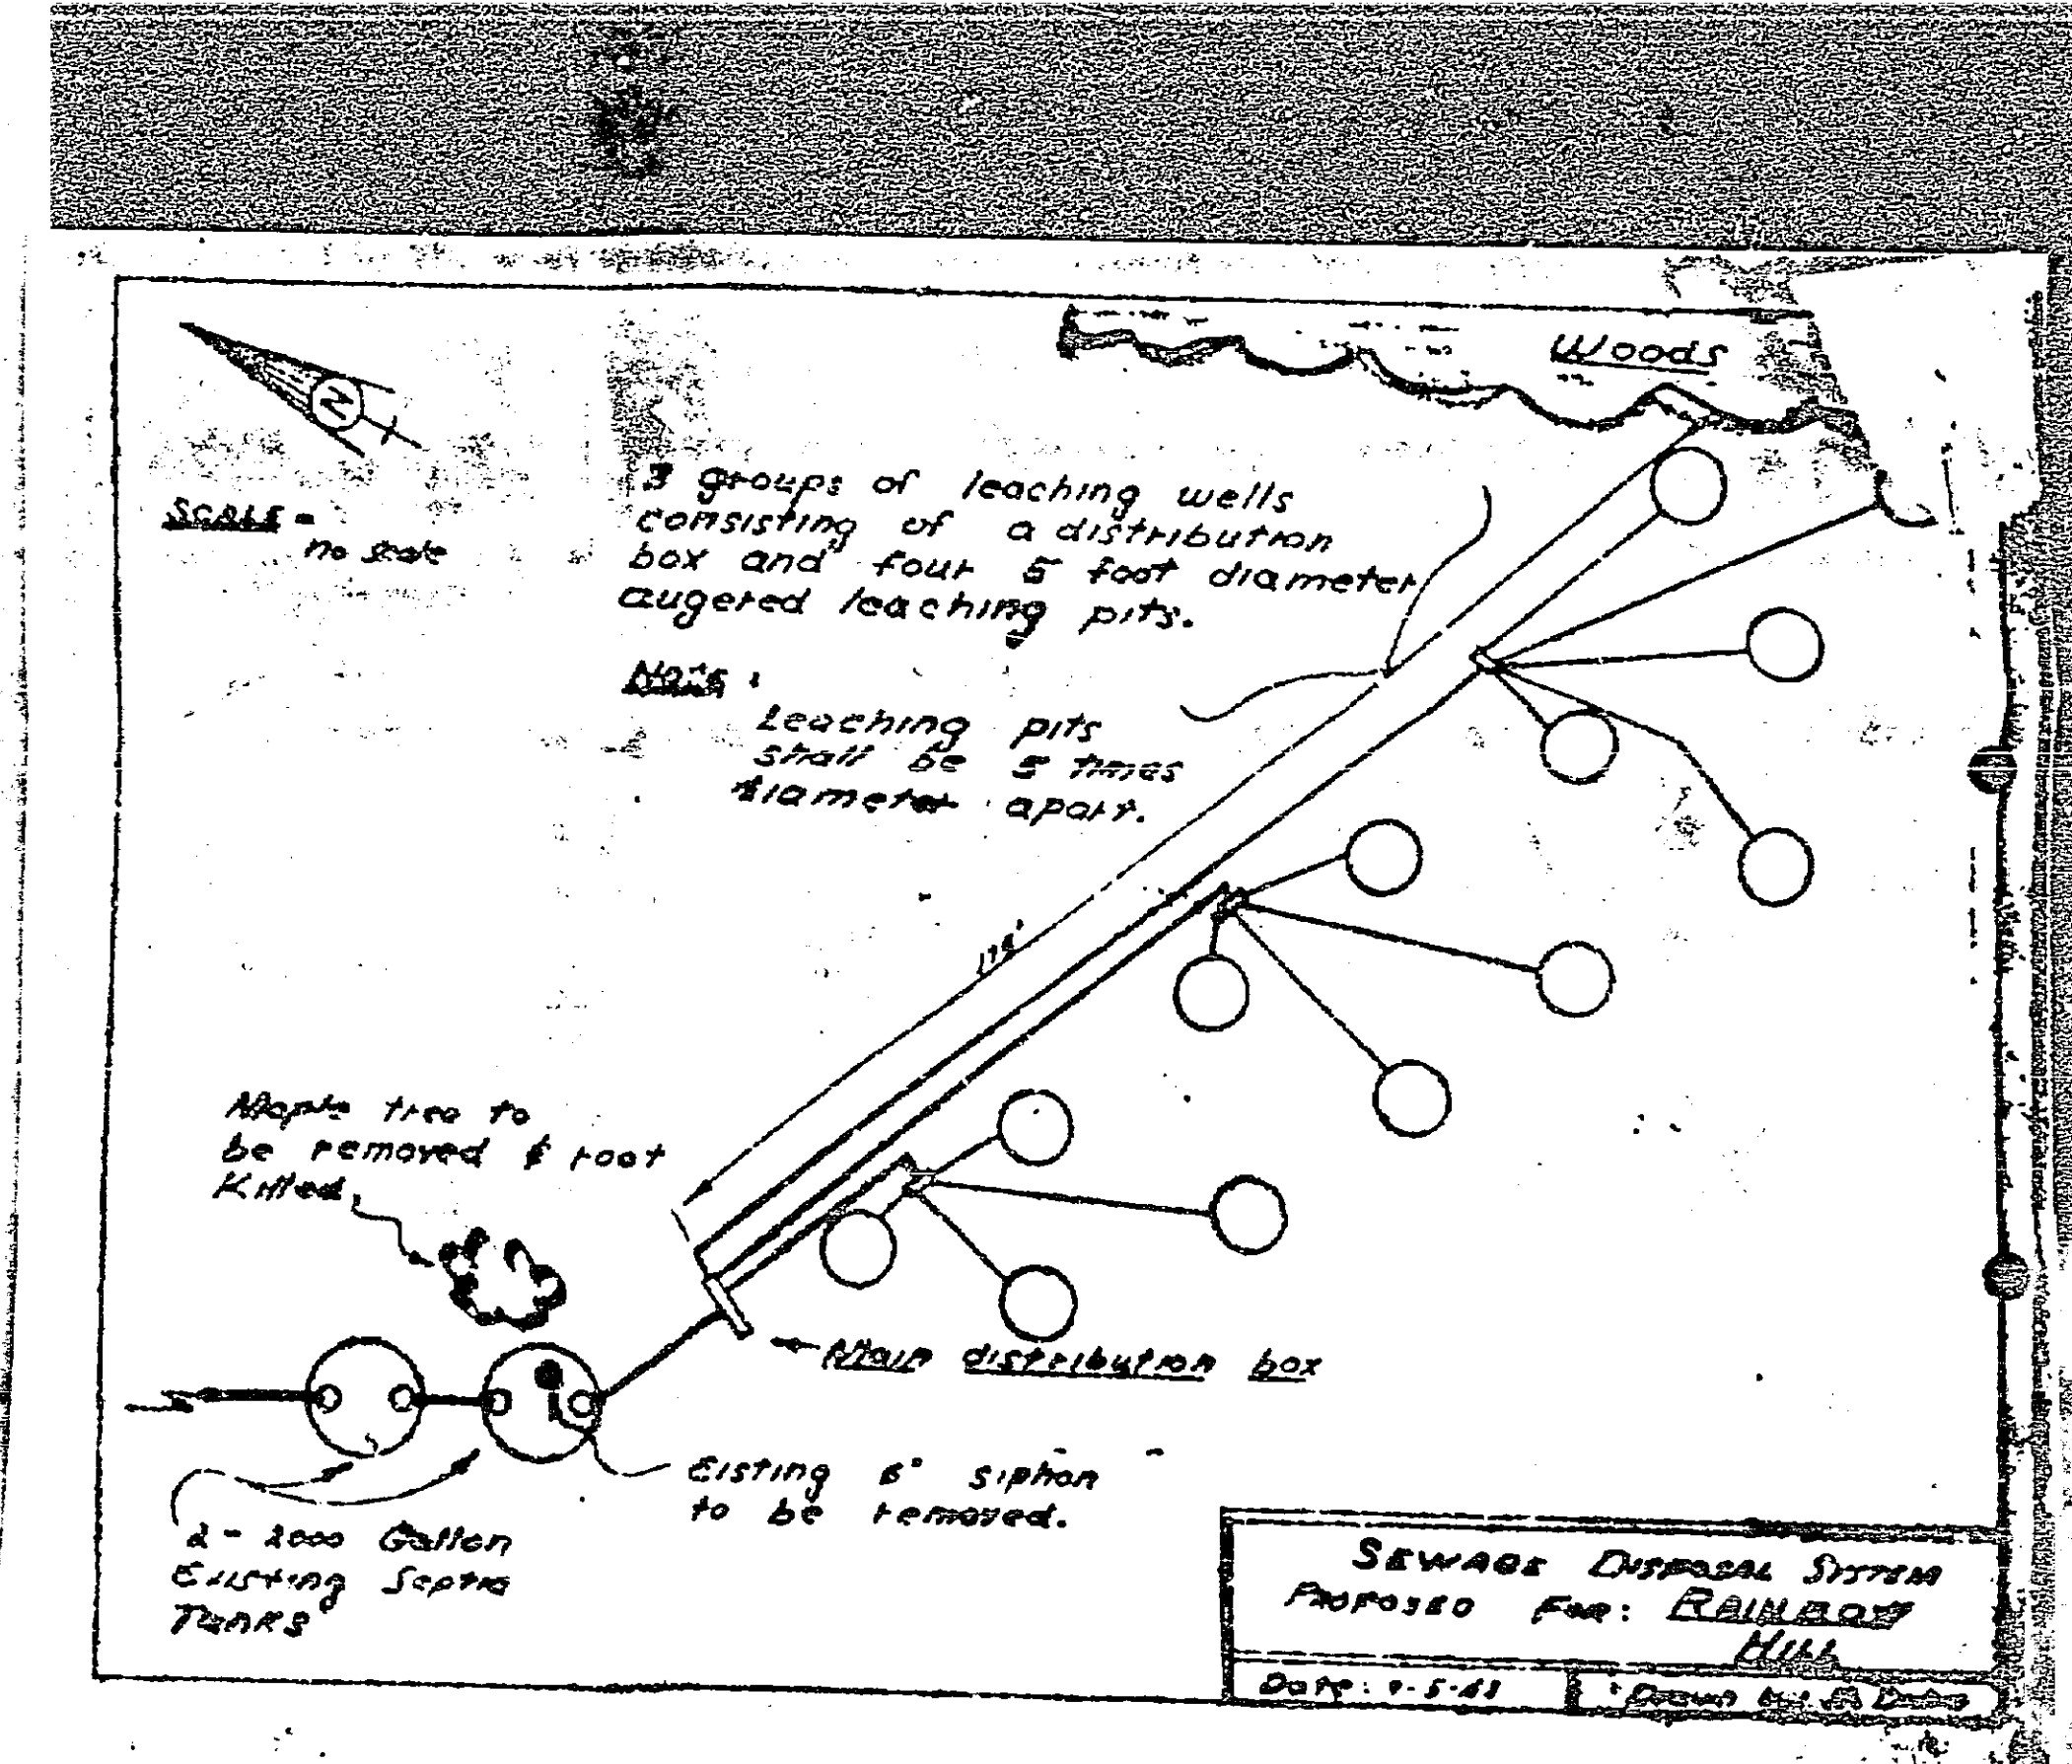 Woods
N
SCALE -
no scale
3 groups of leaching wells
consisting of a distribution
box and four 5 foot diameter
augered leaching pits.
Note:
Leaching pits
shall be 5 times
diameter apart.
Maple tree to
be removed & root
Killed.
Main distribution box
Eisting 6" siphon
to be removed.
2 - 2000 Gallon
Existing Septic
Tanks
SEWAGE DISPOSAL SYSTEM
PROPOSED FOR: RAINBOW
HILL
Date:
Drawn